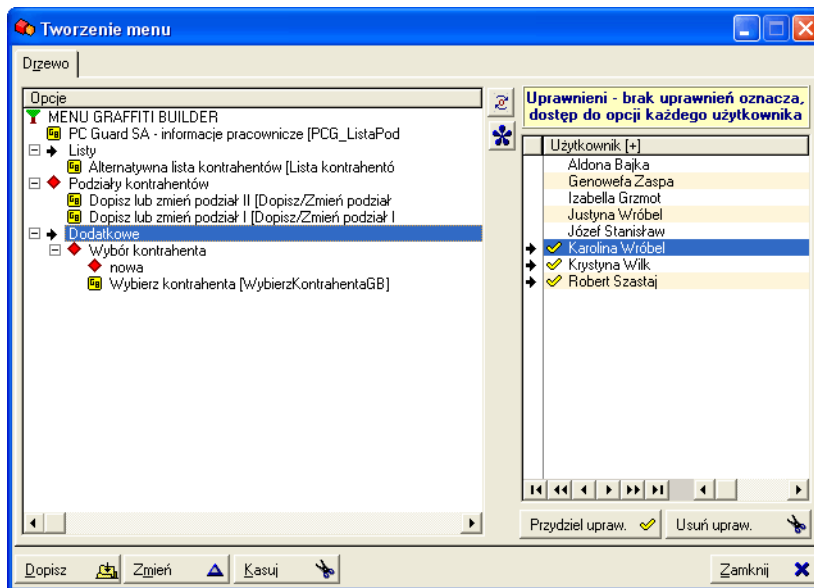 Tworzenie menu
Drzewo
Opcje
MENU GRAFFITI BUILDER
PC Guard SA - informacje pracownicze [PCG_ListaPod
Listy
Alternatywna lista kontrahentów [Lista kontrahentó
Podziały kontrahentów
Dopisz lub zmień podział II [Dopisz/Zmień podział
Dopisz lub zmień podział I [Dopisz/Zmień podział I
Dodatkowe
Wybór kontrahenta
nowa
Wybierz kontrahenta [WybierzKontrahentaGB]
Uprawnieni - brak uprawnień oznacza,
dostęp do opcji każdego użytkownika
Użytkownik [+]
Aldona Bajka
Genowefa Zaspa
Izabella Grzmot
Justyna Wróbel
Józef Stanisław
Karolina Wróbel
Krystyna Wilk
Robert Szastaj
Przydziel upraw.
Usuń upraw.
Dopisz
Zmień
Kasuj
Zamknij